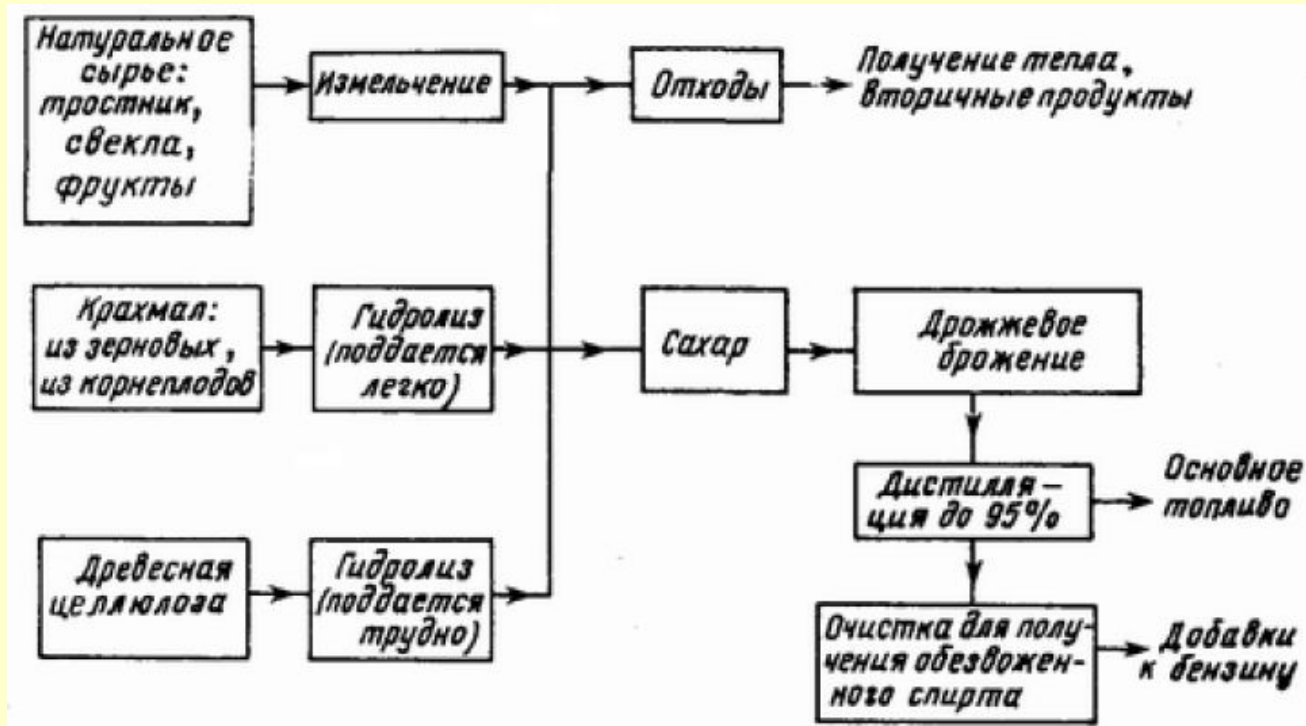 Натуральное
сырье:
тростник,
свекла,
фрукты
Измельчение
Отходы
Получение тепла,
вторичные продукты
Крахмал:
из зерновых,
из корнеплодов
Гидролиз
(поддается
легко)
Сахар
Дрожжевое
брожение
Дистилля-
ция до 95%
Основное
топливо
Древесная
целлюлоза
Гидролиз
(поддается
трудно)
Очистка для полу-
чения обезвожен-
ного спирта
Добавки
к бензину